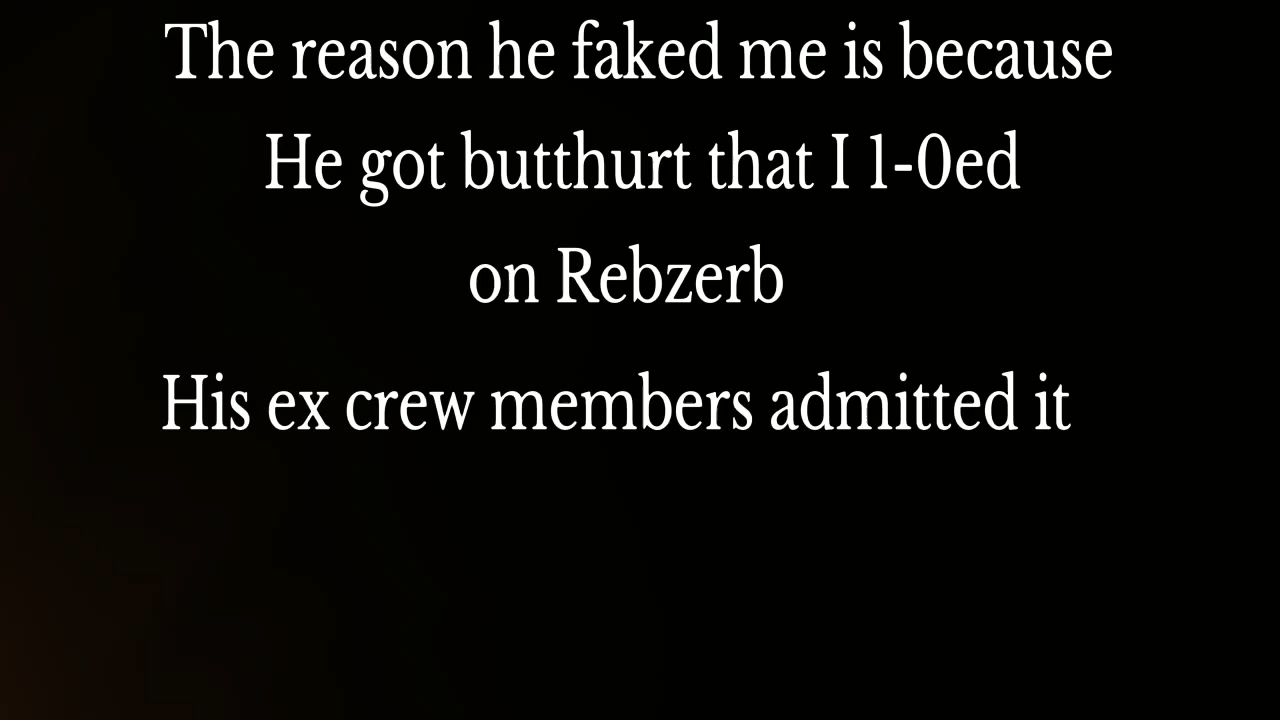 The reason he faked me is because
He got butthurt that I 1-0ed
on Rebzerb
His ex crew members admitted it